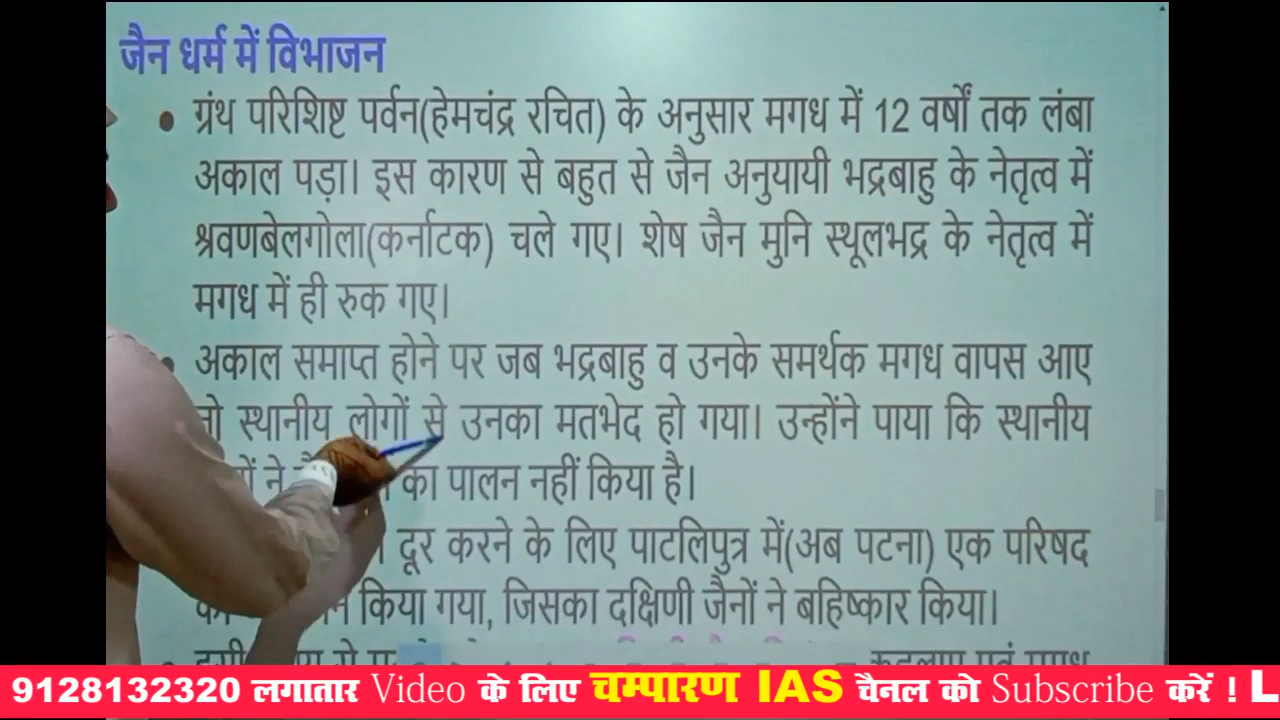 जैन धर्म में विभाजन
• ग्रंथ परिशिष्ट पर्वन(हेमचंद्र रचित) के अनुसार मगध में 12 वर्षों तक लंबा
अकाल पड़ा। इस कारण से बहुत से जैन अनुयायी भद्रबाहु के नेतृत्व में
श्रवणबेलगोला(कर्नाटक) चले गए। शेष जैन मुनि स्थूलभद्र के नेतृत्व में
मगध में ही रुक गए।
• अकाल समाप्त होने पर जब भद्रबाहु व उनके समर्थक मगध वापस आए
स्थानीय लोगों से उनका मतभेद हो गया। उन्होंने पाया कि स्थानीय
ने का पालन नहीं किया है।
दूर करने के लिए पाटलिपुत्र में(अब पटना) एक परिषद
किया गया, जिसका दक्षिणी जैनों ने बहिष्कार किया।
9128132320 लगातार Video के लिए चम्पारण IAS चैनल को Subscribe करें ! L